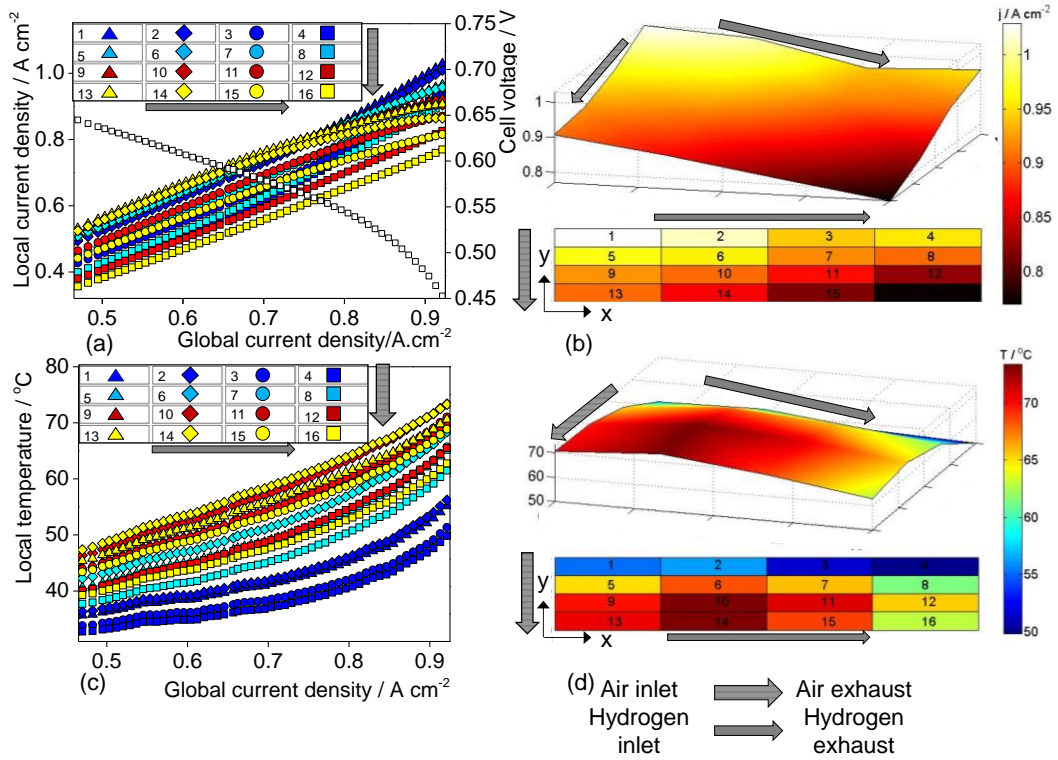 (a)
1 2 3 4
5 6 7 8
9 10 11 12
13 14 15 16
Local current density / A cm-2
1.0
0.8
0.6
0.4
0.75
0.70
0.65
0.60
0.55
0.50
0.45
Cell voltage / V
0.5 0.6 0.7 0.8 0.9
Global current density/A.cm-2
j / A cm-2
1
0.95
0.9
0.85
0.8
1
0.9
0.8
1 2 3 4
5 6 7 8
9 10 11 12
13 14 15
y
x
(b)
80
70
60
50
40
Local temperature / oC
1 2 3 4
5 6 7 8
9 10 11 12
13 14 15 16
0.5 0.6 0.7 0.8 0.9
(c)
Global current density / A cm-2
T / oC
70
65
60
55
50
70
60
50
1 2 3 4
5 6 7 8
9 10 11 12
13 14 15 16
y
x
(d)
Air inlet Air exhaust
Hydrogen inlet Hydrogen exhaust